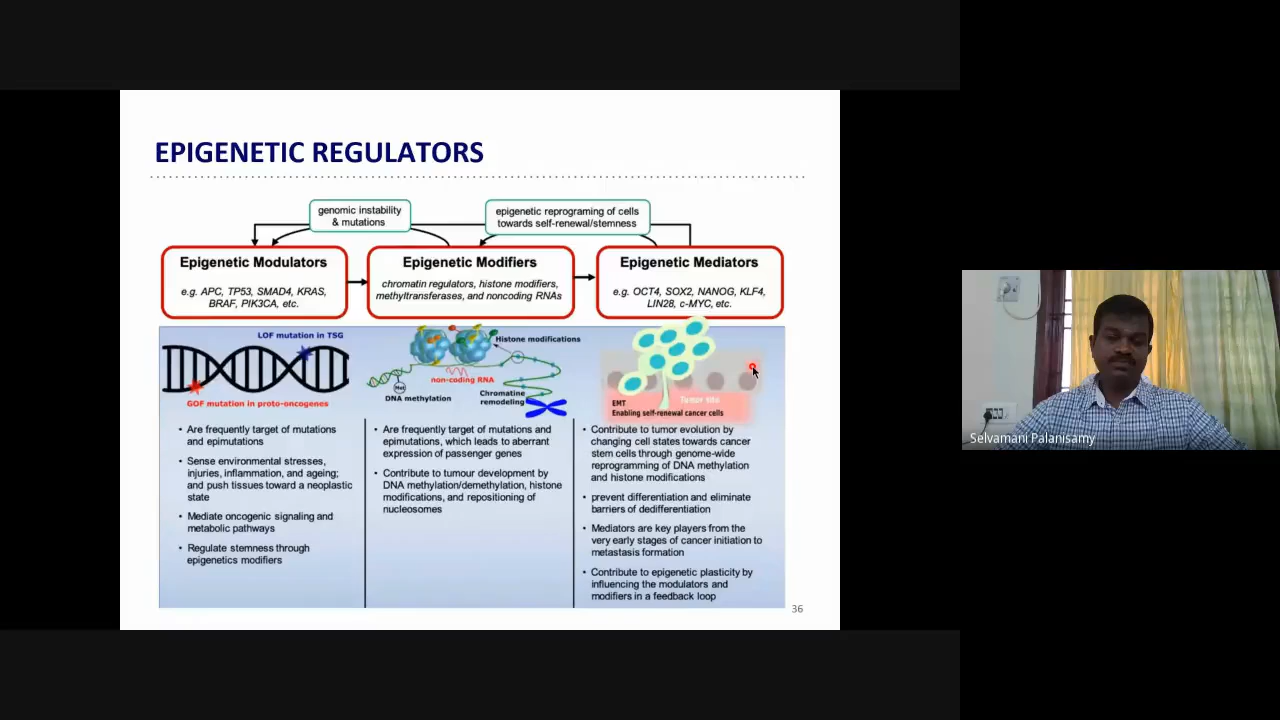 EPIGENETIC REGULATORS
genomic instability
& mutations
epigenetic reprograming of cells
towards self-renewal/stemness
Epigenetic Modulators
e.g. APC, TP53, SMAD4, KRAS,
BRAF, PIK3CA, etc.
Epigenetic Modifiers
chromatin regulators, histone modifiers,
methyltransferases, and noncoding RNAs
Epigenetic Mediators
e.g. OCT4, SOX2, NANOG, KLF4,
LIN28, c-MYC, etc.
LOF mutation in TSG
GOF mutation in proto-oncogenes
Histone modifications
non-coding RNA
Met
DNA methylation
Chromatine
remodeling
Tumor site
EMT
Enabling self-renewal cancer cells
• Are frequently target of mutations
and epimutations
• Sense environmental stresses,
injuries, inflammation, and ageing;
and push tissues toward a neoplastic
state
• Mediate oncogenic signaling and
metabolic pathways
• Regulate stemness through
epigenetics modifiers
• Are frequently target of mutations and
epimutations, which leads to aberrant
expression of passenger genes
• Contribute to tumour development by
DNA methylation/demethylation, histone
modifications, and repositioning of
nucleosomes
• Contribute to tumor evolution by
changing cell states towards cancer
stem cells through genome-wide
reprogramming of DNA methylation
and histone modifications
• prevent differentiation and eliminate
barriers of dedifferentiation
• Mediators are key players from the
very early stages of cancer initiation to
metastasis formation
• Contribute to epigenetic plasticity by
influencing the modulators and
modifiers in a feedback loop
36
Selvamani Palanisamy